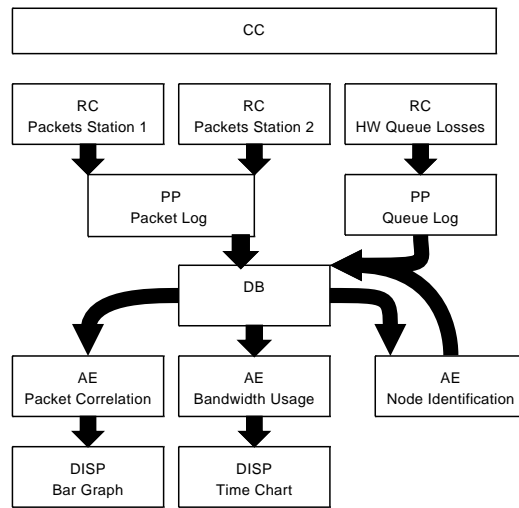 CC
RC
Packets Station 1
RC
Packets Station 2
RC
HW Queue Losses
PP
Packet Log
PP
Queue Log
DB
AE
Packet Correlation
AE
Bandwidth Usage
AE
Node Identification
DISP
Bar Graph
DISP
Time Chart